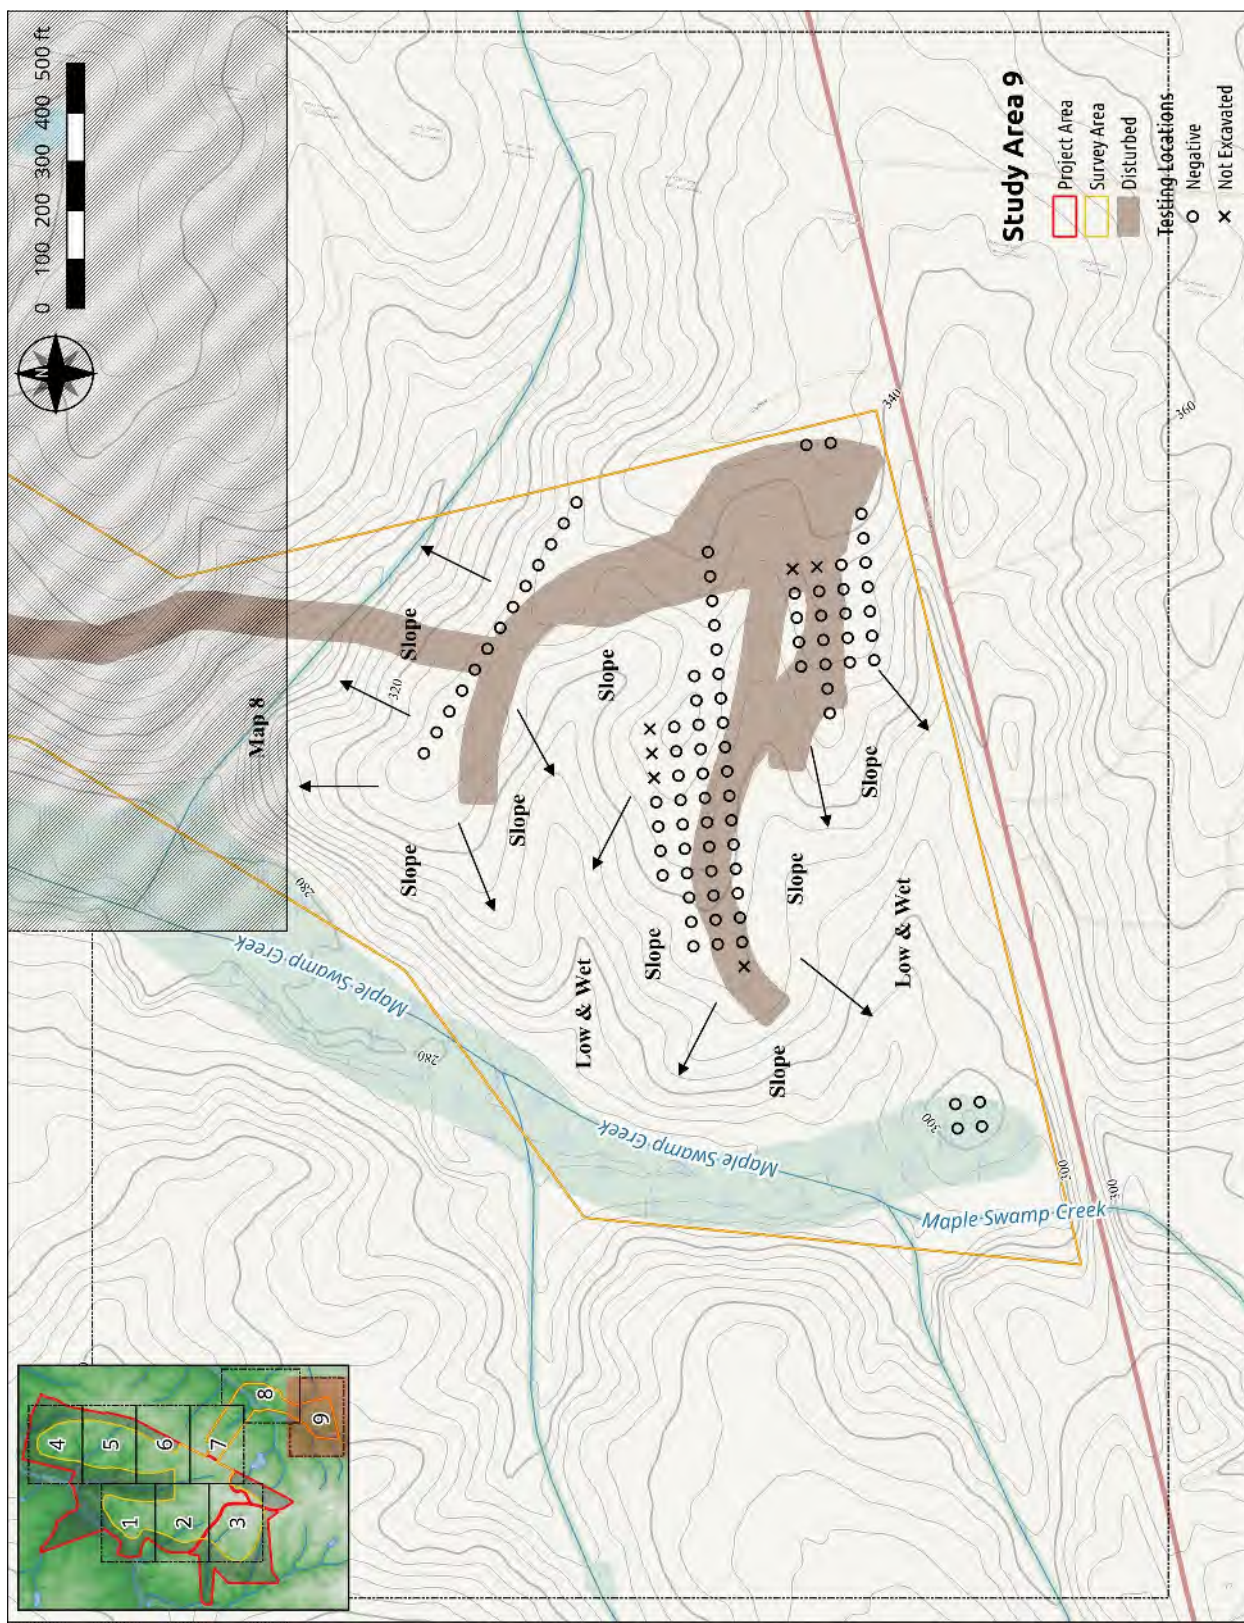 0 100 200 300 400 500 ft
N
Map 8
Study Area 9
Project Area
Survey Area
Disturbed
Testing Locations
Negative
Not Excavated
Slope
320
Slope
Slope
Slope
Slope
Slope
Slope
Slope
Slope
Low & Wet
Low & Wet
280
280
300
300
300
340
360
Maple Swamp Creek
Maple Swamp Creek
Maple Swamp Creek
1
2
3
4
5
6
7
8
9